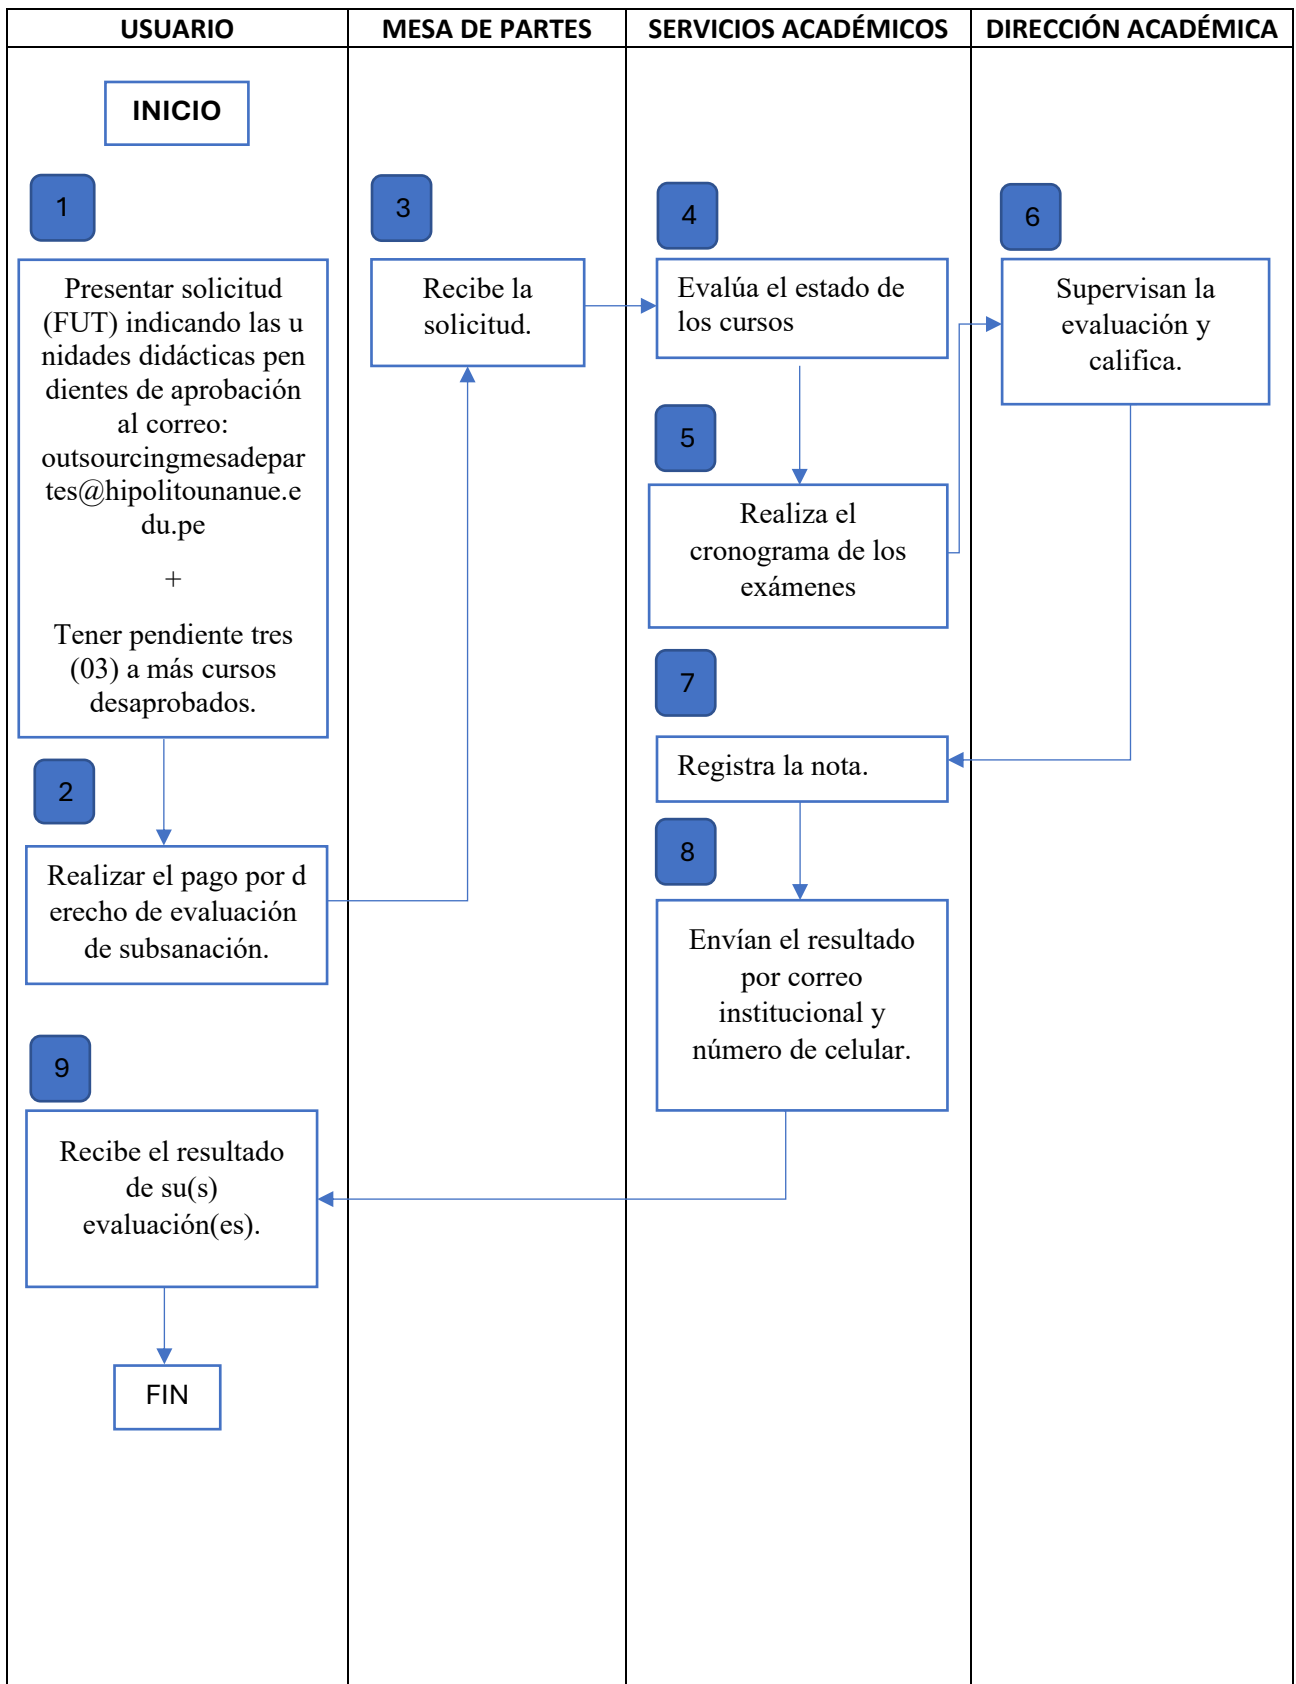 USUARIO
MESA DE PARTES
SERVICIOS ACADÉMICOS
DIRECCIÓN ACADÉMICA
INICIO
1
Presentar solicitud
(FUT) indicando las u
nidades didácticas pen
dientes de aprobación
al correo:
outsourcingmesadepar
tes@hipolitounanue.e
du.pe
+
Tener pendiente tres
(03) a más cursos
desaprobados.
2
Realizar el pago por d
erecho de evaluación
de subsanación.
3
Recibe la
solicitud.
4
Evalúa el estado de
los cursos
5
Realiza el
cronograma de los
exámenes
6
Supervisan la
evaluación y
califica.
7
Registra la nota.
8
Envían el resultado
por correo
institucional y
número de celular.
9
Recibe el resultado
de su(s)
evaluación(es).
FIN